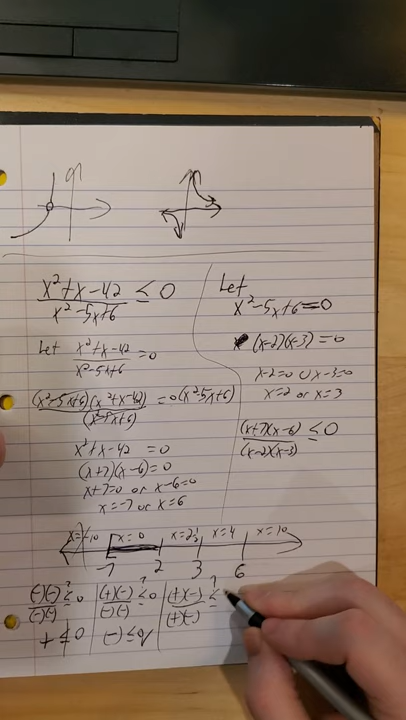 x²+x-42 / x²-5x+6 ≤ 0
Let x²+x-42 / x²-5x+6 = 0
(x²-5x+6)(x²+x-42) / (x²-5x+6) = 0(x²-5x+6)
x²+x-42 = 0
(x+7)(x-6)=0
x+7=0 or x-6=0
x=-7 or x=6
Let
x²-5x+6=0
(x-2)(x-3)=0
x-2=0 x-3=0
x=2 or x=3
(x+7)(x-6) / (x-2)(x-3) ≤ 0
x=-10 x=0 x=2½ x=4 x=10
-7 2 3 6
(-)(-) / (-)(-) ≤? 0 (+)(-) / (-)(-) ≤? 0 (+)(-) / (+)(-) ≤?
+ ≤ 0 (-) ≤ 0